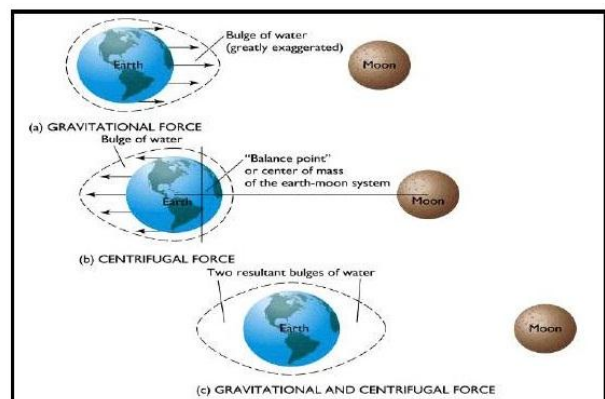 Bulge of water
(greatly exaggerated)
Earth
Moon
(a) GRAVITATIONAL FORCE
Bulge of water
"Balance point"
or center of mass
of the earth-moon system
Earth
Moon
(b) CENTRIFUGAL FORCE
Two resultant bulges of water
Earth
Moon
(c) GRAVITATIONAL AND CENTRIFUGAL FORCE